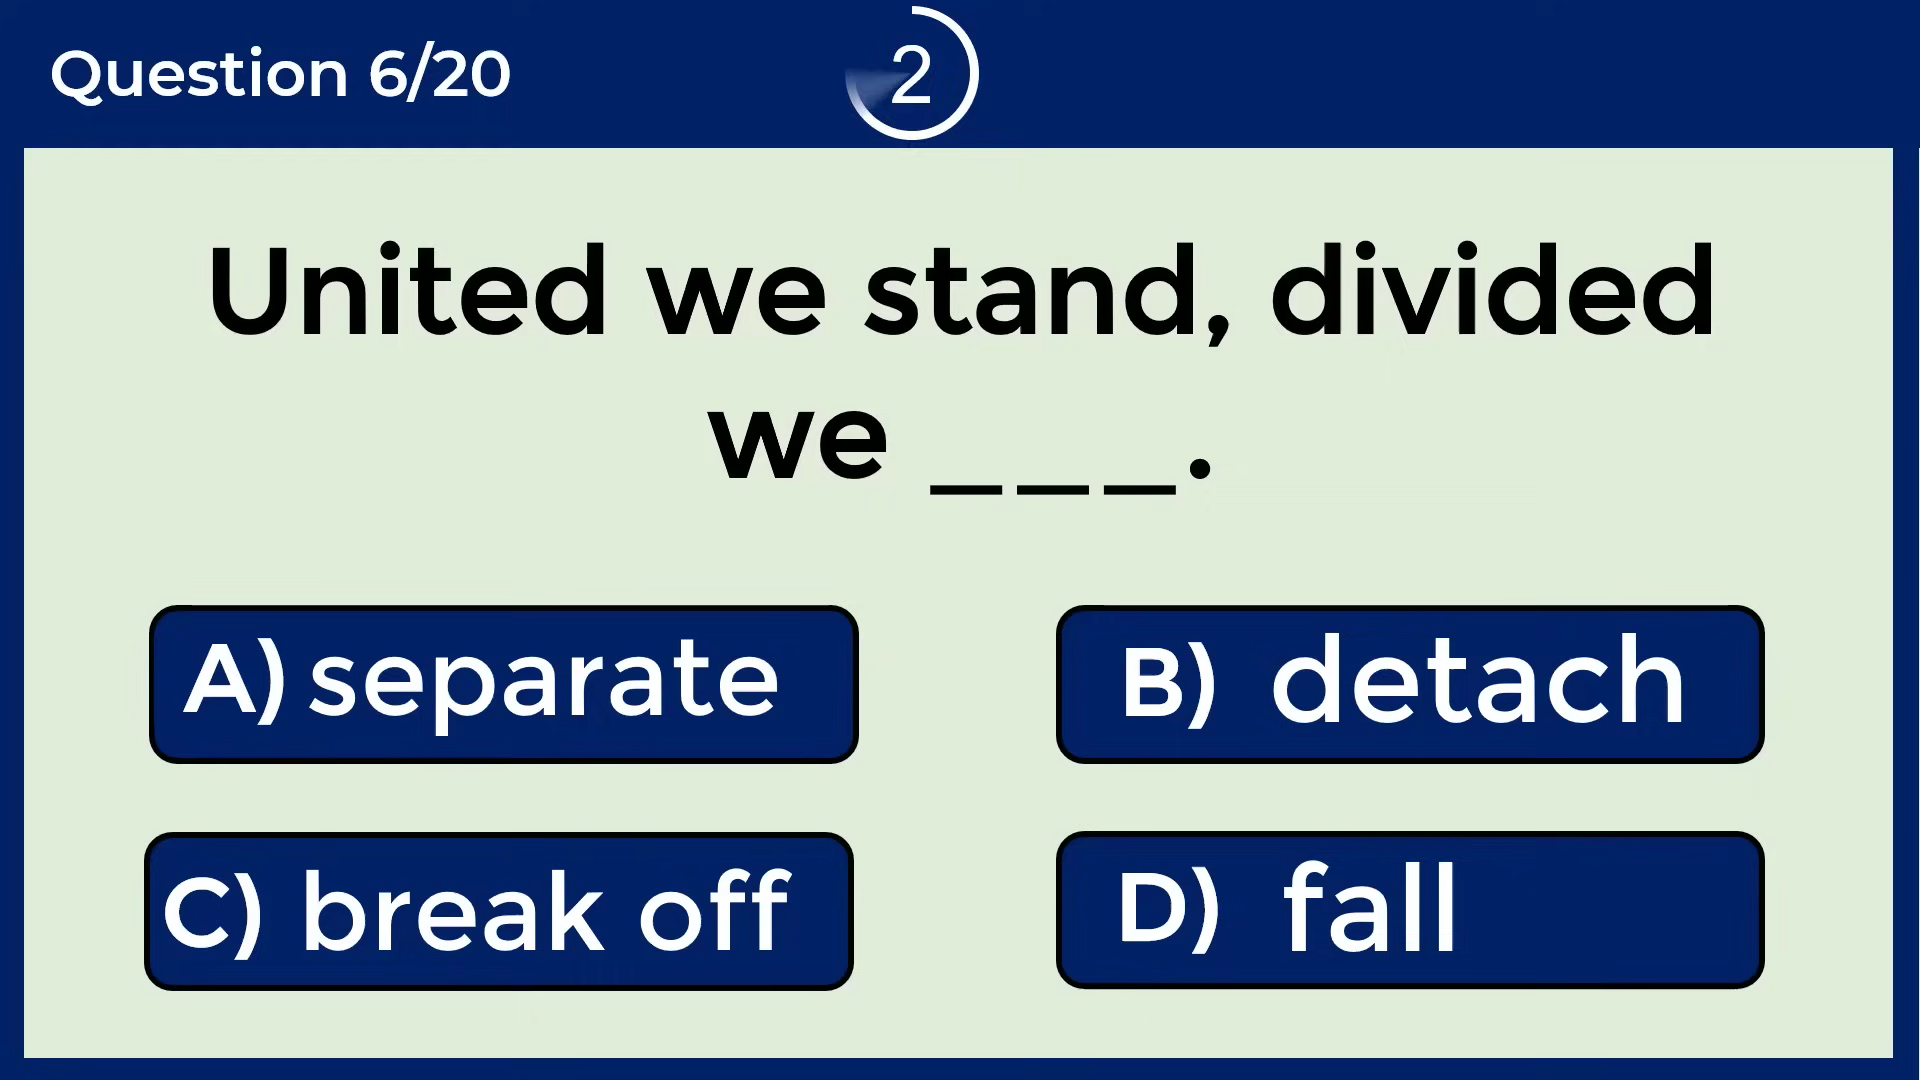 Question 6/20
2
United we stand, divided
we ___.
A) separate
B) detach
C) break off
D) fall